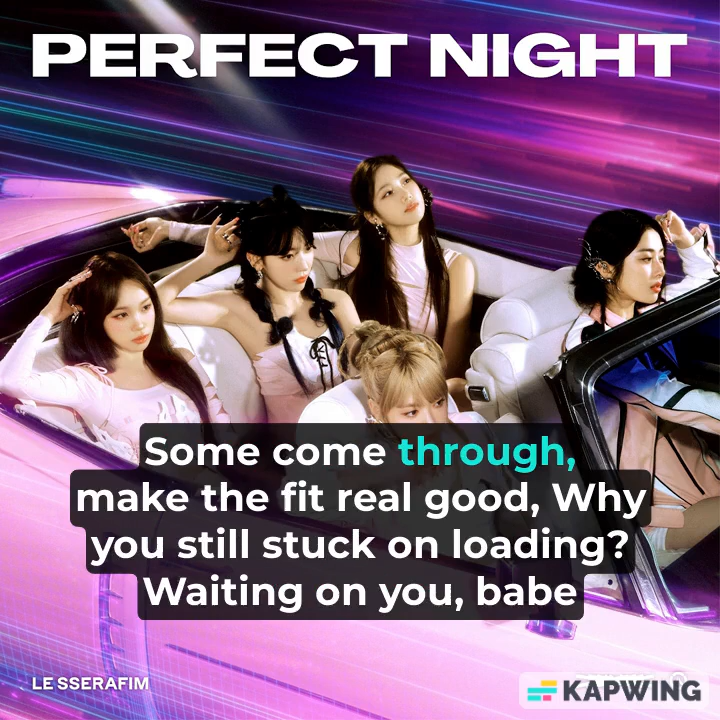 PERFECT NIGHT
Some come through,
make the fit real good, Why
you still stuck on loading?
Waiting on you, babe
LE SSERAFIM
KAPWING